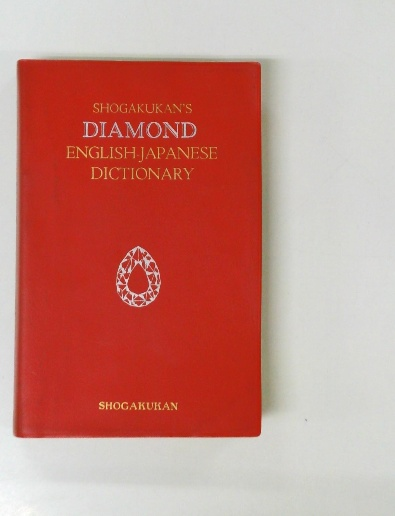 SHOGAKUKAN'S
DIAMOND
ENGLISH-JAPANESE
DICTIONARY
SHOGAKUKAN